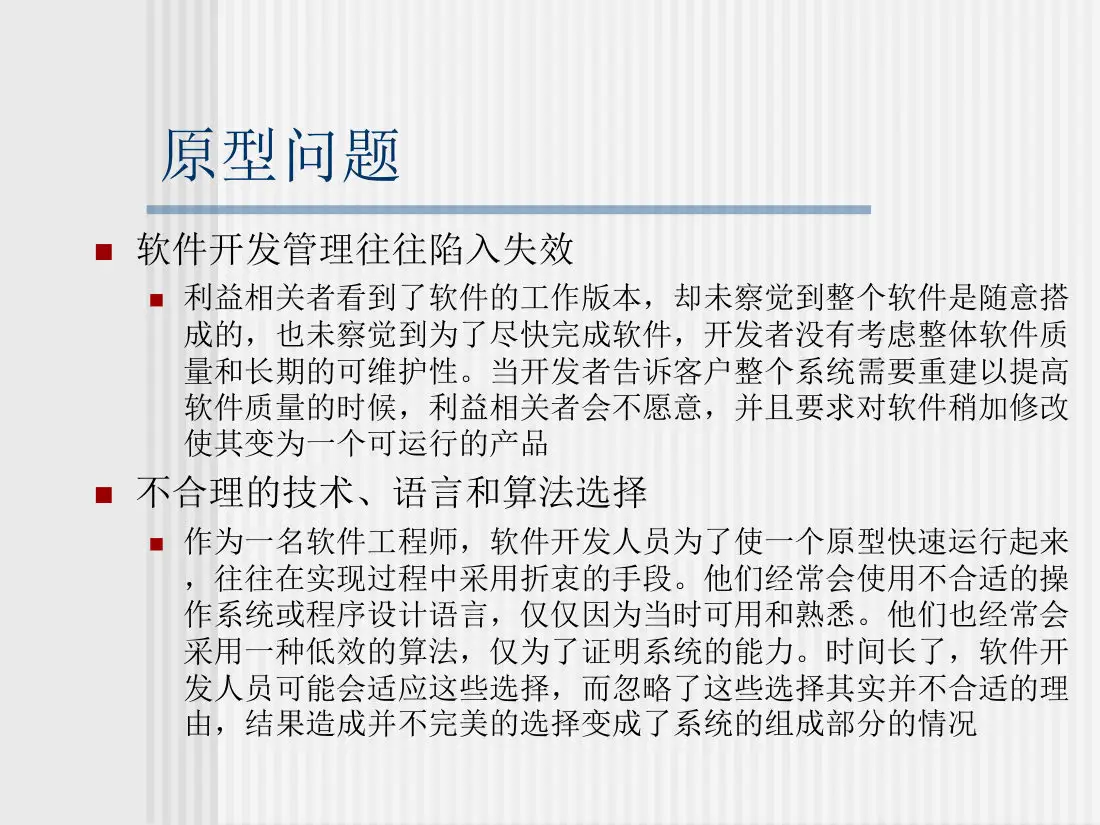 原型问题
软件开发管理往往陷入失效
利益相关者看到了软件的工作版本，却未察觉到整个软件是随意搭
成的，也未察觉到为了尽快完成软件，开发者没有考虑整体软件质
量和长期的可维护性。当开发者告诉客户整个系统需要重建以提高
软件质量的时候，利益相关者会不愿意，并且要求对软件稍加修改
使其变为一个可运行的产品
不合理的技术、语言和算法选择
作为一名软件工程师，软件开发人员为了使一个原型快速运行起来
，往往在实现过程中采用折衷的手段。他们经常会使用不合适的操
作系统或程序设计语言，仅仅因为当时可用和熟悉。他们也经常会
采用一种低效的算法，仅为了证明系统的能力。时间长了，软件开
发人员可能会适应这些选择，而忽略了这些选择其实并不合适的理
由，结果造成并不完美的选择变成了系统的组成部分的情况